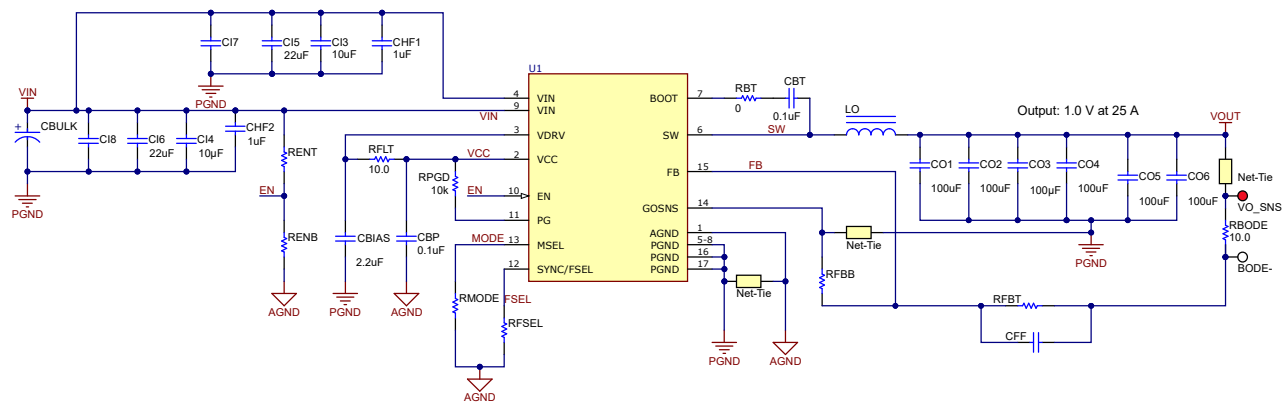 U1
CI7
CI5
22uF
CI3
10uF
CHF1
1uF
PGND
VIN
CBULK
+
CI8
CI6
22uF
CI4
10µF
CHF2
1uF
PGND
VIN
RENT
EN
RENB
AGND
RFLT
10.0
VCC
RPGD
10k
EN
CBIAS
2.2uF
PGND
CBP
0.1uF
AGND
MODE
RMODE
FSEL
RFSEL
AGND
4 VIN
9 VIN
3 VDRV
2 VCC
10 EN
11 PG
13 MSEL
12 SYNC/FSEL
BOOT 7
SW 6
FB 15
GOSNS 14
AGND 1
PGND 5-8
PGND 16
PGND 17
RBT
0
CBT
0.1uF
SW
LO
FB
Output: 1.0 V at 25 A
VOUT
CO1
100uF
CO2
100uF
CO3
100µF
CO4
100uF
CO5
100uF
CO6
100uF
Net-Tie
VO_SNS
RBODE
10.0
BODE-
Net-Tie
PGND
RFBB
RFBT
CFF
Net-Tie
PGND
AGND